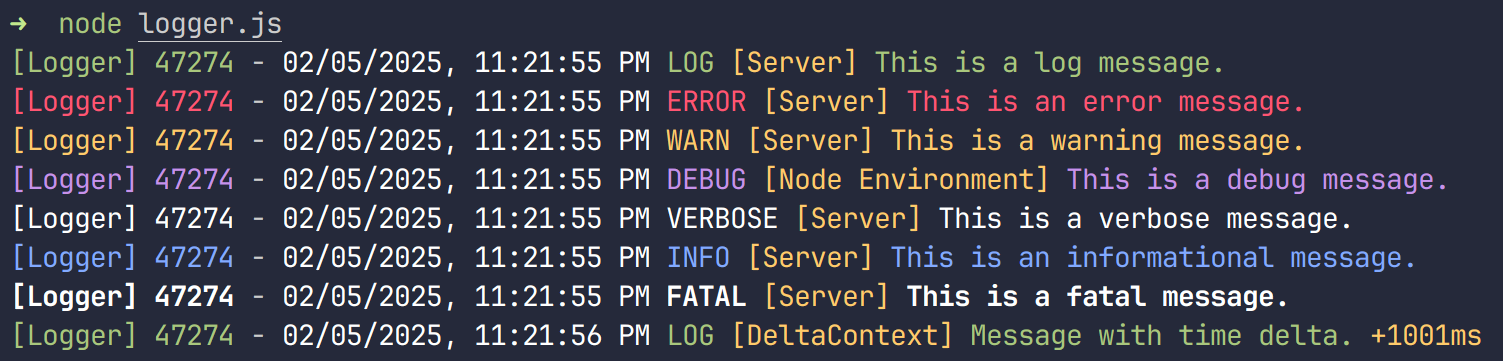 ➜ node logger.js
[Logger] 47274 - 02/05/2025, 11:21:55 PM LOG [Server] This is a log message.
[Logger] 47274 - 02/05/2025, 11:21:55 PM ERROR [Server] This is an error message.
[Logger] 47274 - 02/05/2025, 11:21:55 PM WARN [Server] This is a warning message.
[Logger] 47274 - 02/05/2025, 11:21:55 PM DEBUG [Node Environment] This is a debug message.
[Logger] 47274 - 02/05/2025, 11:21:55 PM VERBOSE [Server] This is a verbose message.
[Logger] 47274 - 02/05/2025, 11:21:55 PM INFO [Server] This is an informational message.
[Logger] 47274 - 02/05/2025, 11:21:55 PM FATAL [Server] This is a fatal message.
[Logger] 47274 - 02/05/2025, 11:21:56 PM LOG [DeltaContext] Message with time delta. +1001ms